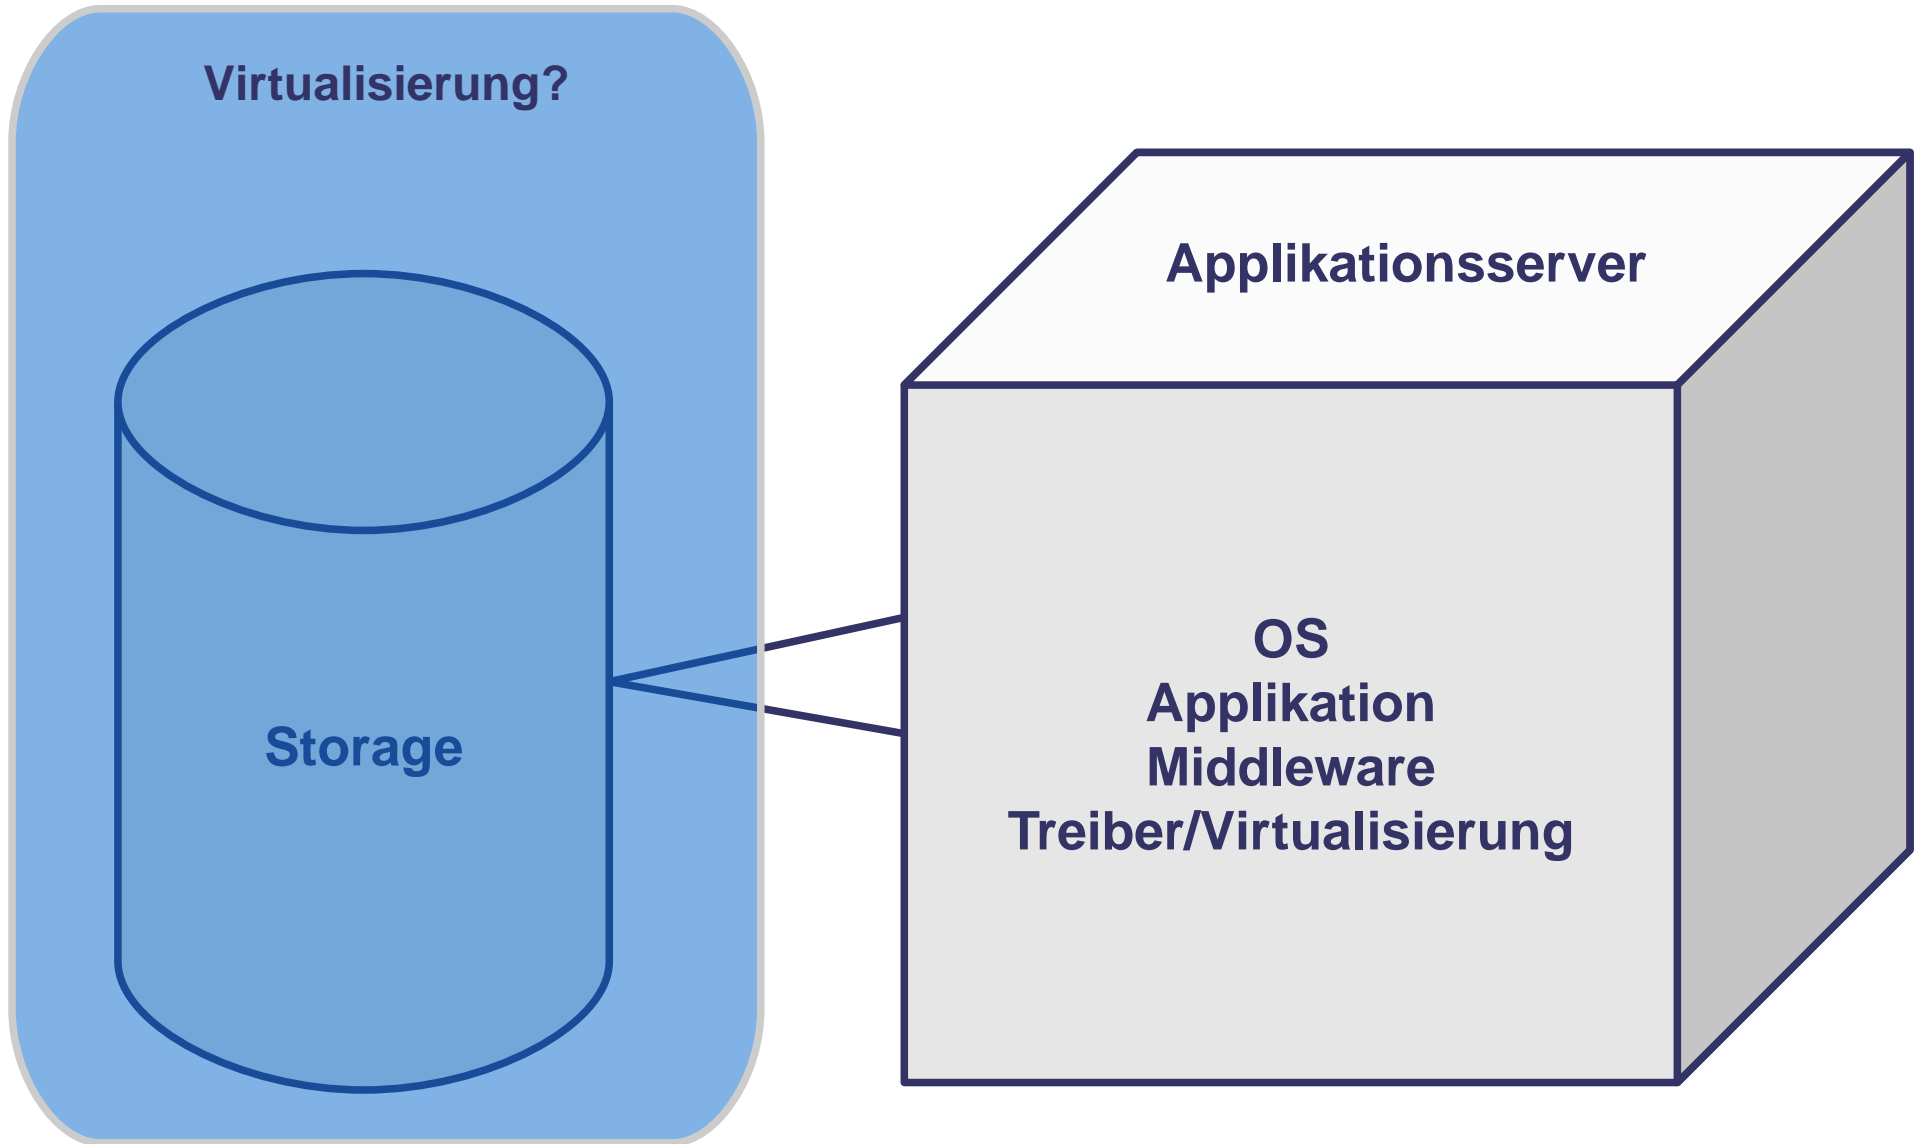 Virtualisierung?
Applikationsserver
OS
Applikation
Middleware
Treiber/Virtualisierung
Storage